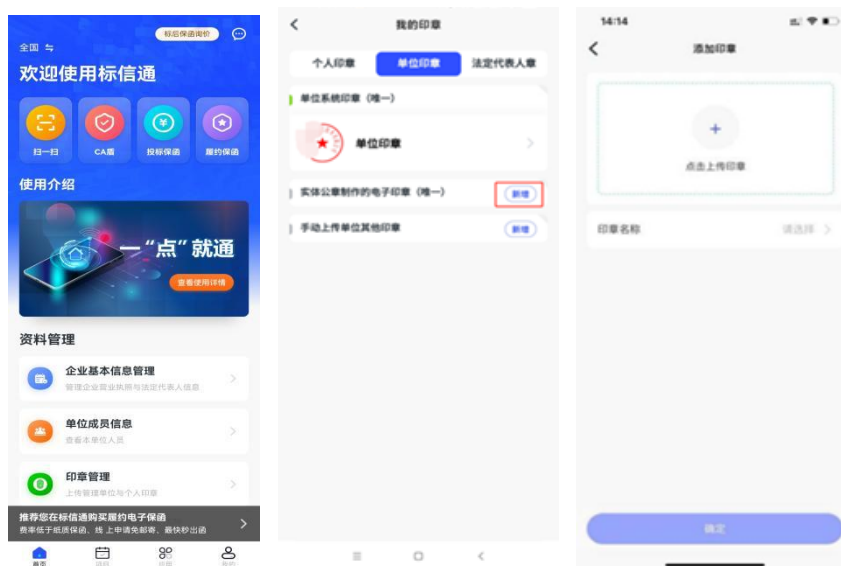 标后保函询价
全国
欢迎使用标信通
扫一扫
CA盾
投标保函
履约保函
使用介绍
一“点”就通
查看使用详情
资料管理
企业基本信息管理
管理企业营业执照与法定代表人信息
单位成员信息
查看本单位人员
印章管理
上传管理单位与个人印章
推荐您在标信通购买履约电子保函
费率低于纸质保函，线上申请免邮寄，最快秒出函
首页
我的印章
个人印章
单位印章
法定代表人章
单位系统印章（唯一）
单位印章
实体公章制作的电子印章（唯一）
新增
手动上传单位其他印章
新增
14:14
添加印章
点击上传印章
印章名称
请选择
确定